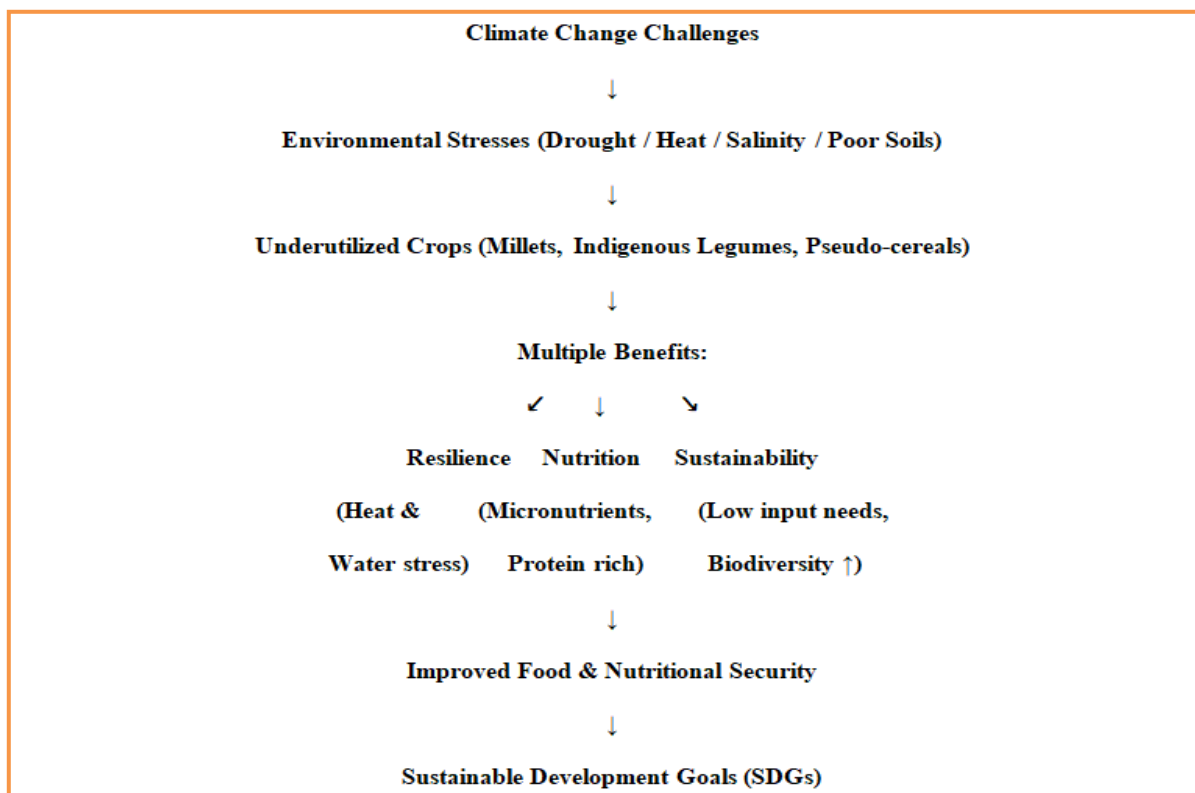 Climate Change Challenges
↓
Environmental Stresses (Drought / Heat / Salinity / Poor Soils)
↓
Underutilized Crops (Millets, Indigenous Legumes, Pseudo-cereals)
↓
Multiple Benefits:
↙ ↓ ↘
Resilience Nutrition Sustainability
(Heat & (Micronutrients, (Low input needs,
Water stress) Protein rich) Biodiversity ↑)
↓
Improved Food & Nutritional Security
↓
Sustainable Development Goals (SDGs)